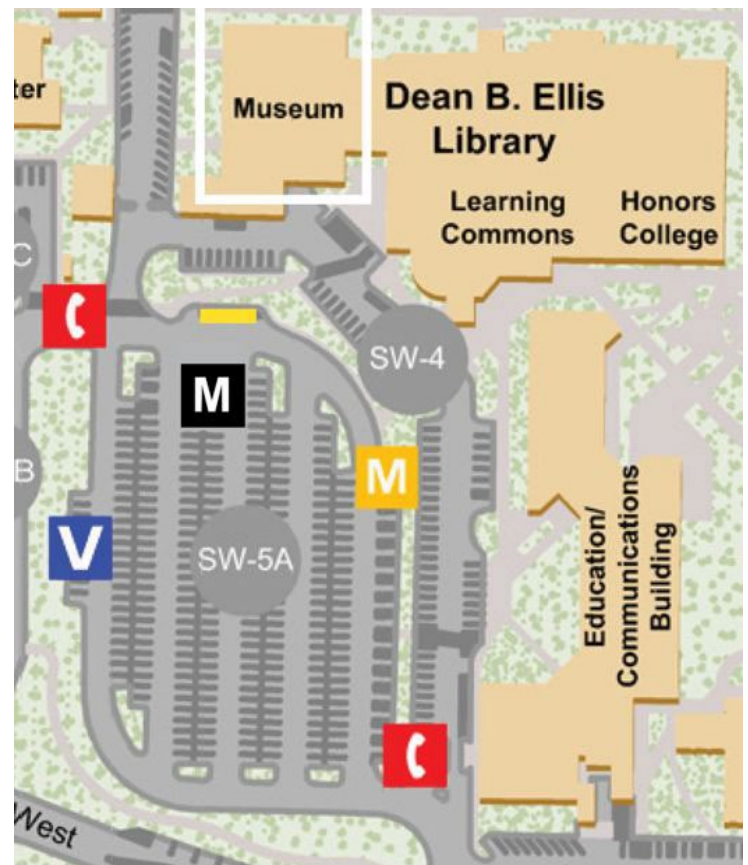 ter
Museum
Dean B. Ellis
Library
Learning
Commons
Honors
College
C
SW-4
M
M
B
V
SW-5A
Education/
Communications
Building
West